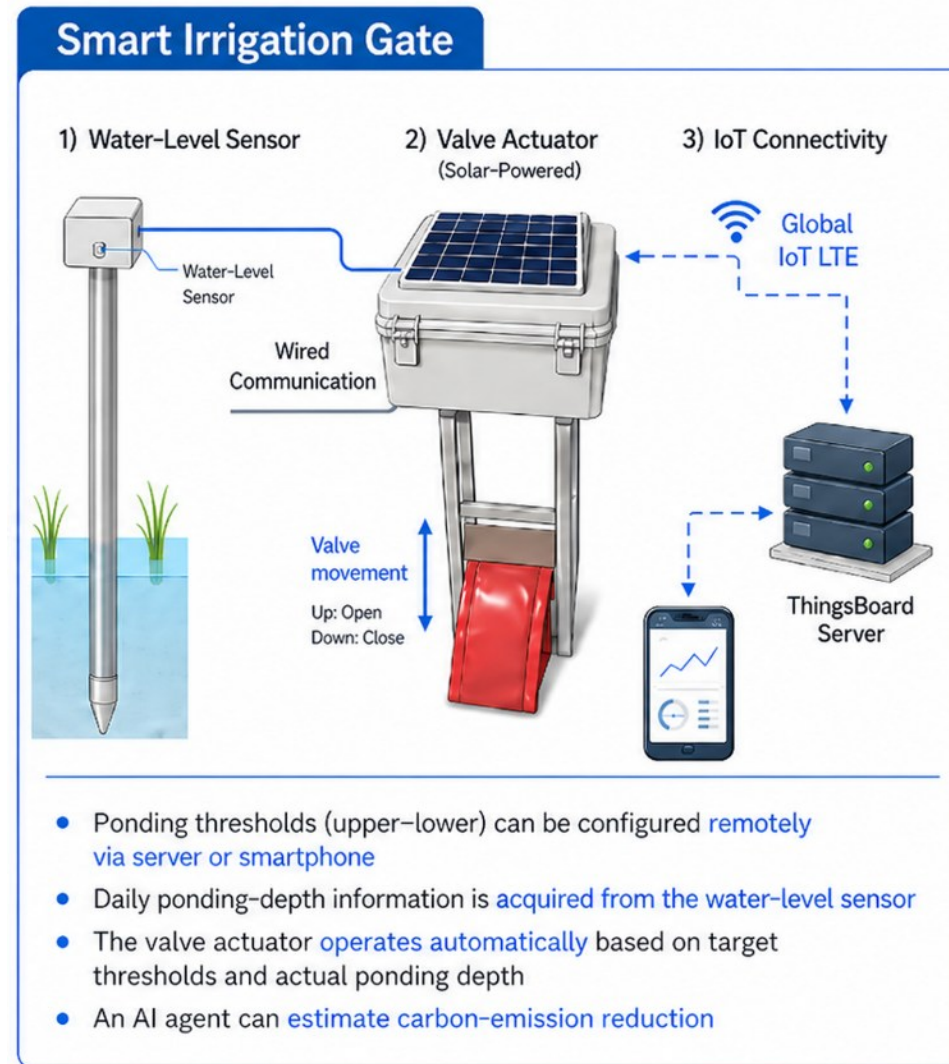 Smart Irrigation Gate
1) Water-Level Sensor
2) Valve Actuator
(Solar-Powered)
3) IoT Connectivity
Global
IoT LTE
Water-Level
Sensor
Wired
Communication
Valve
movement
Up: Open
Down: Close
ThingsBoard
Server
• Ponding thresholds (upper-lower) can be configured remotely
via server or smartphone
• Daily ponding-depth information is acquired from the water-level sensor
• The valve actuator operates automatically based on target
thresholds and actual ponding depth
• An AI agent can estimate carbon-emission reduction